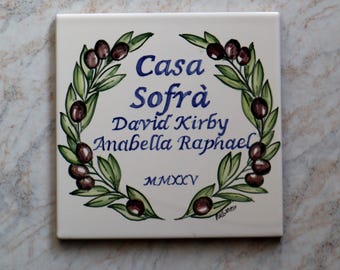 Casa
Sofrà
David Kirby
Anabella Raphael
MMXXV